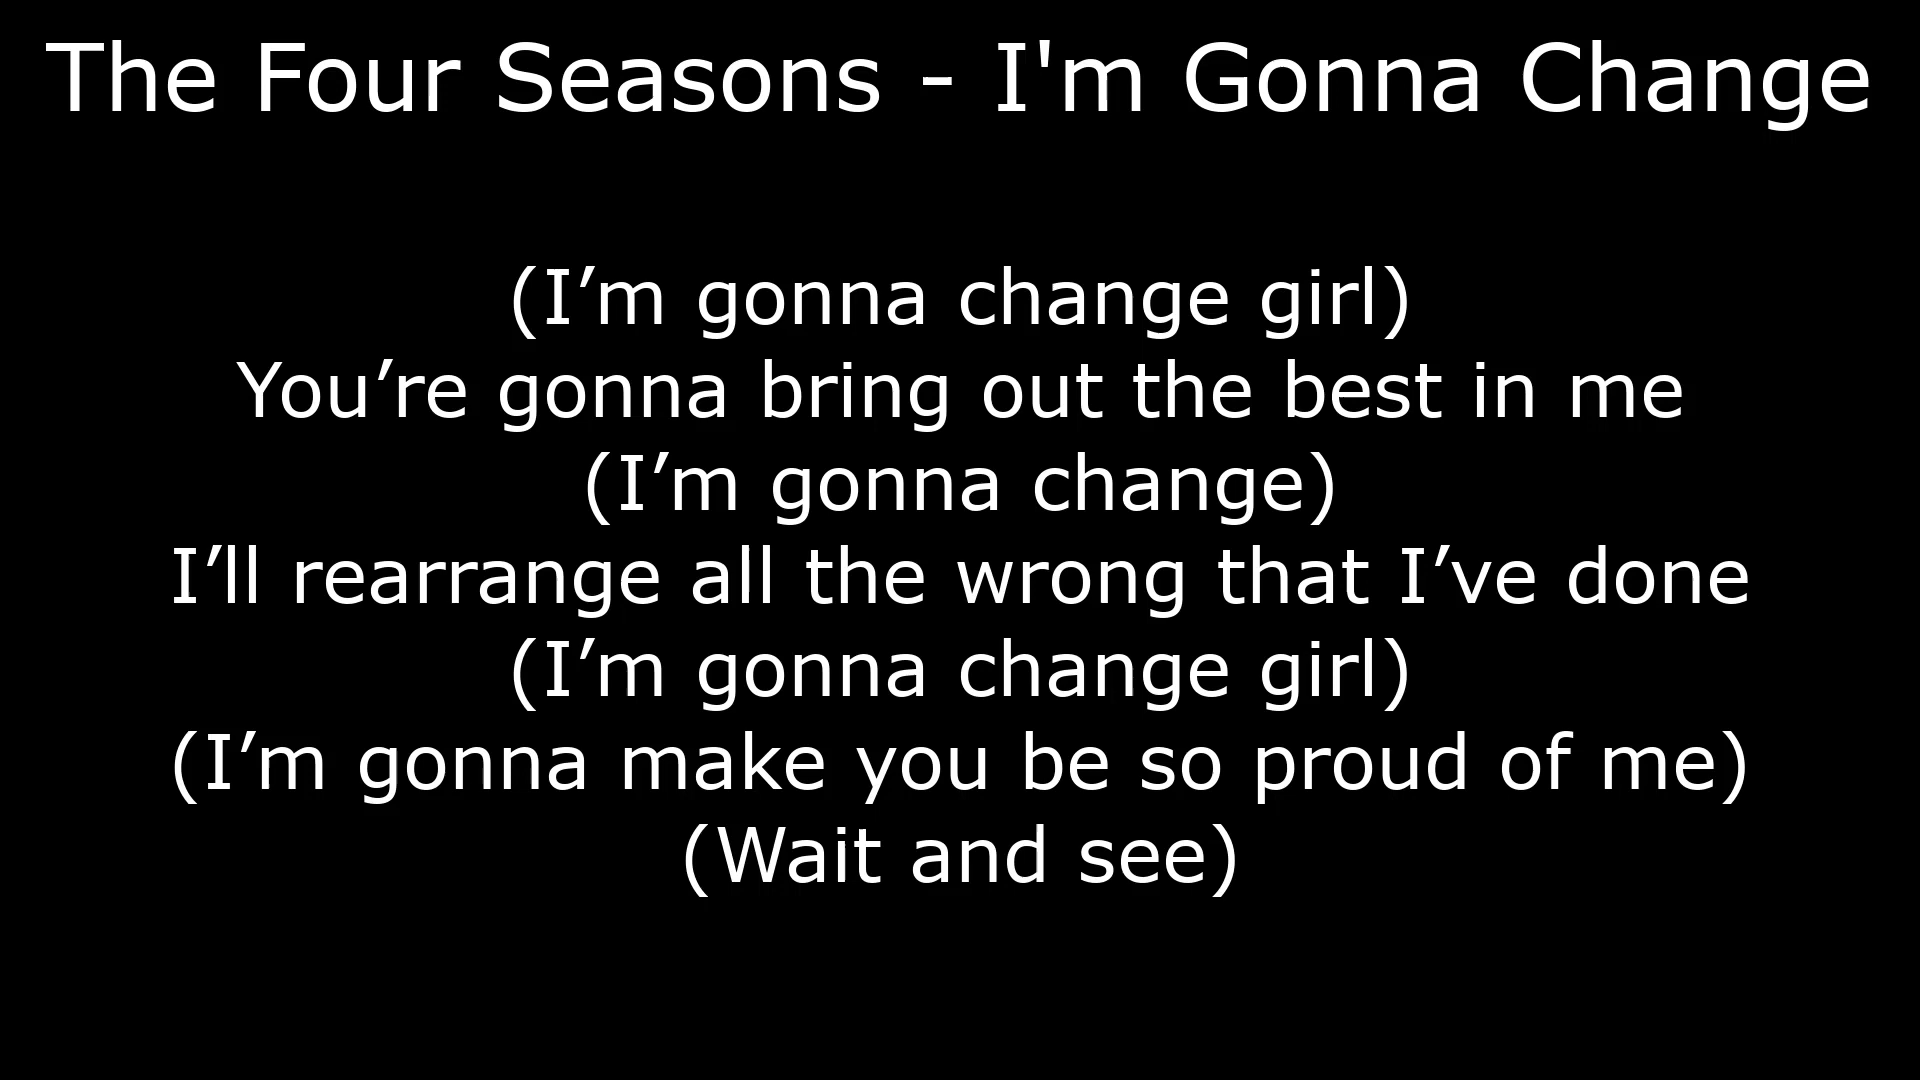 The Four Seasons - I'm Gonna Change
(I’m gonna change girl)
You’re gonna bring out the best in me
(I’m gonna change)
I’ll rearrange all the wrong that I’ve done
(I’m gonna change girl)
(I’m gonna make you be so proud of me)
(Wait and see)